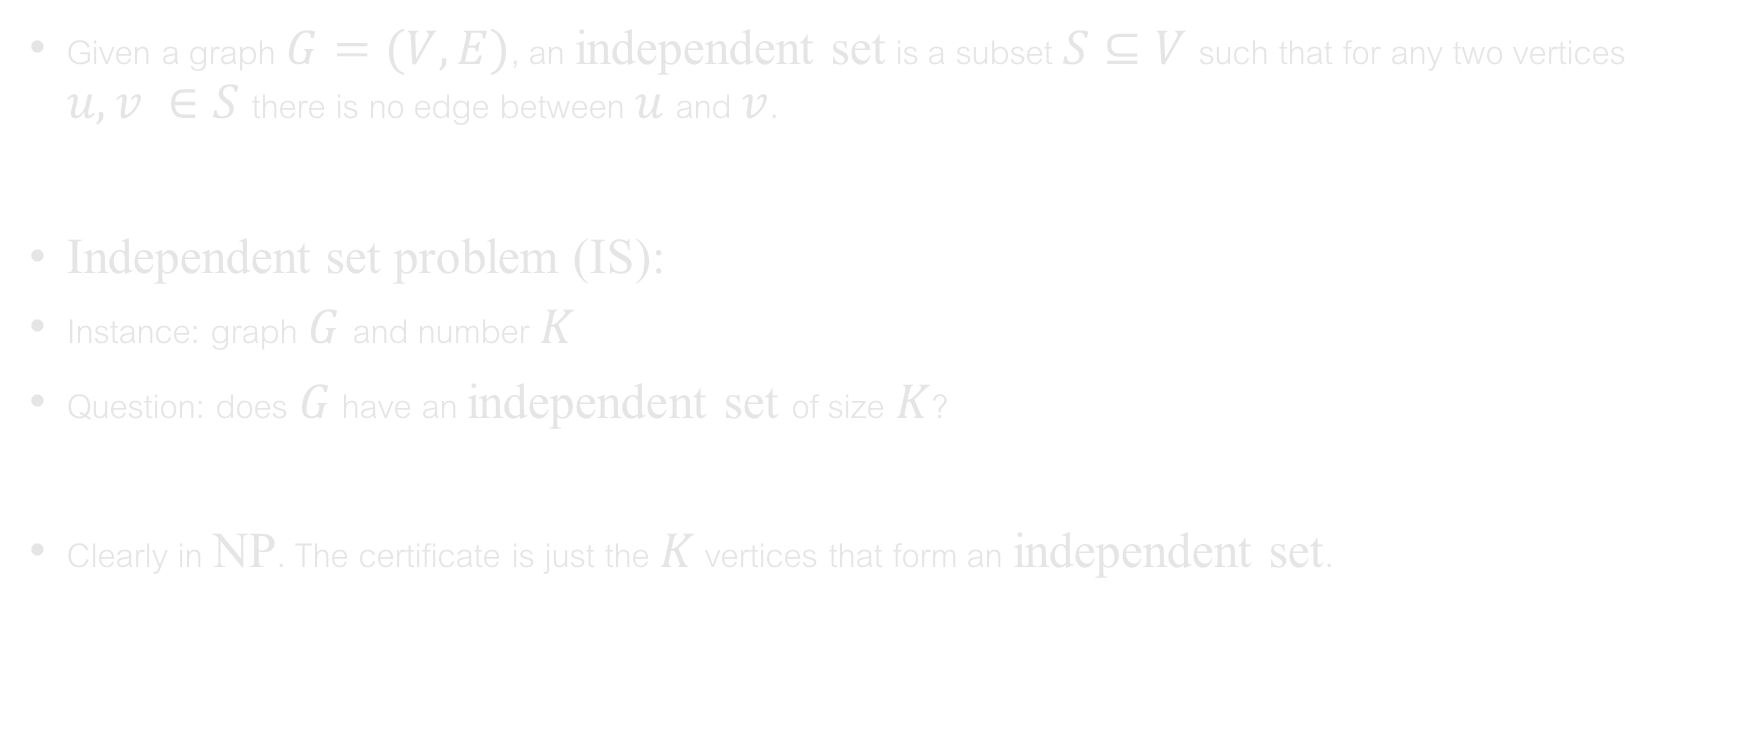 • Given a graph G = (V, E), an independent set is a subset S ⊆ V such that for any two vertices
u, v ∈ S there is no edge between u and v.
• Independent set problem (IS):
• Instance: graph G and number K
• Question: does G have an independent set of size K?
• Clearly in NP. The certificate is just the K vertices that form an independent set.